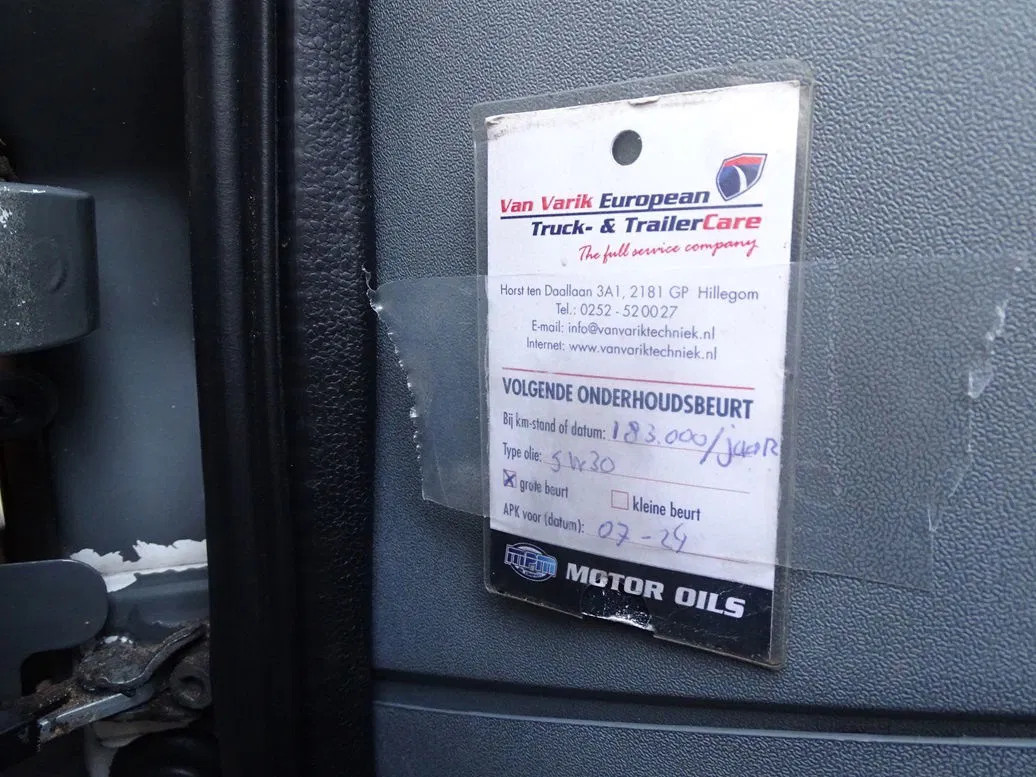 Van Varik European
Truck- & TrailerCare
The full service company
Horst ten Daallaan 3A1, 2181 GP Hillegom
Tel.: 0252 - 520027
E-mail: info@vanvariktechniek.nl
Internet: www.vanvariktechniek.nl
VOLGENDE ONDERHOUDSBEURT
Bij km-stand of datum: 183.000/jaar
Type olie: 5W30
☒ grote beurt ☐ kleine beurt
APK voor (datum): 07-24
MOTOR OILS